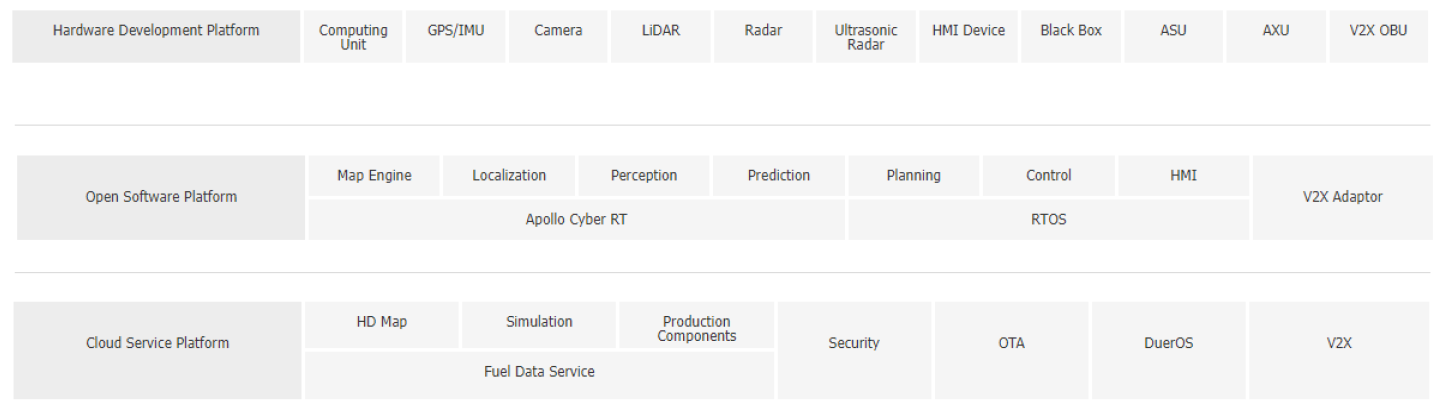 Hardware Development Platform
Computing
Unit
GPS/IMU
Camera
LiDAR
Radar
Ultrasonic
Radar
HMI Device
Black Box
ASU
AXU
V2X OBU
Open Software Platform
Map Engine
Localization
Perception
Prediction
Planning
Control
HMI
V2X Adaptor
Apollo Cyber RT
RTOS
Cloud Service Platform
HD Map
Simulation
Production
Components
Security
OTA
DuerOS
V2X
Fuel Data Service